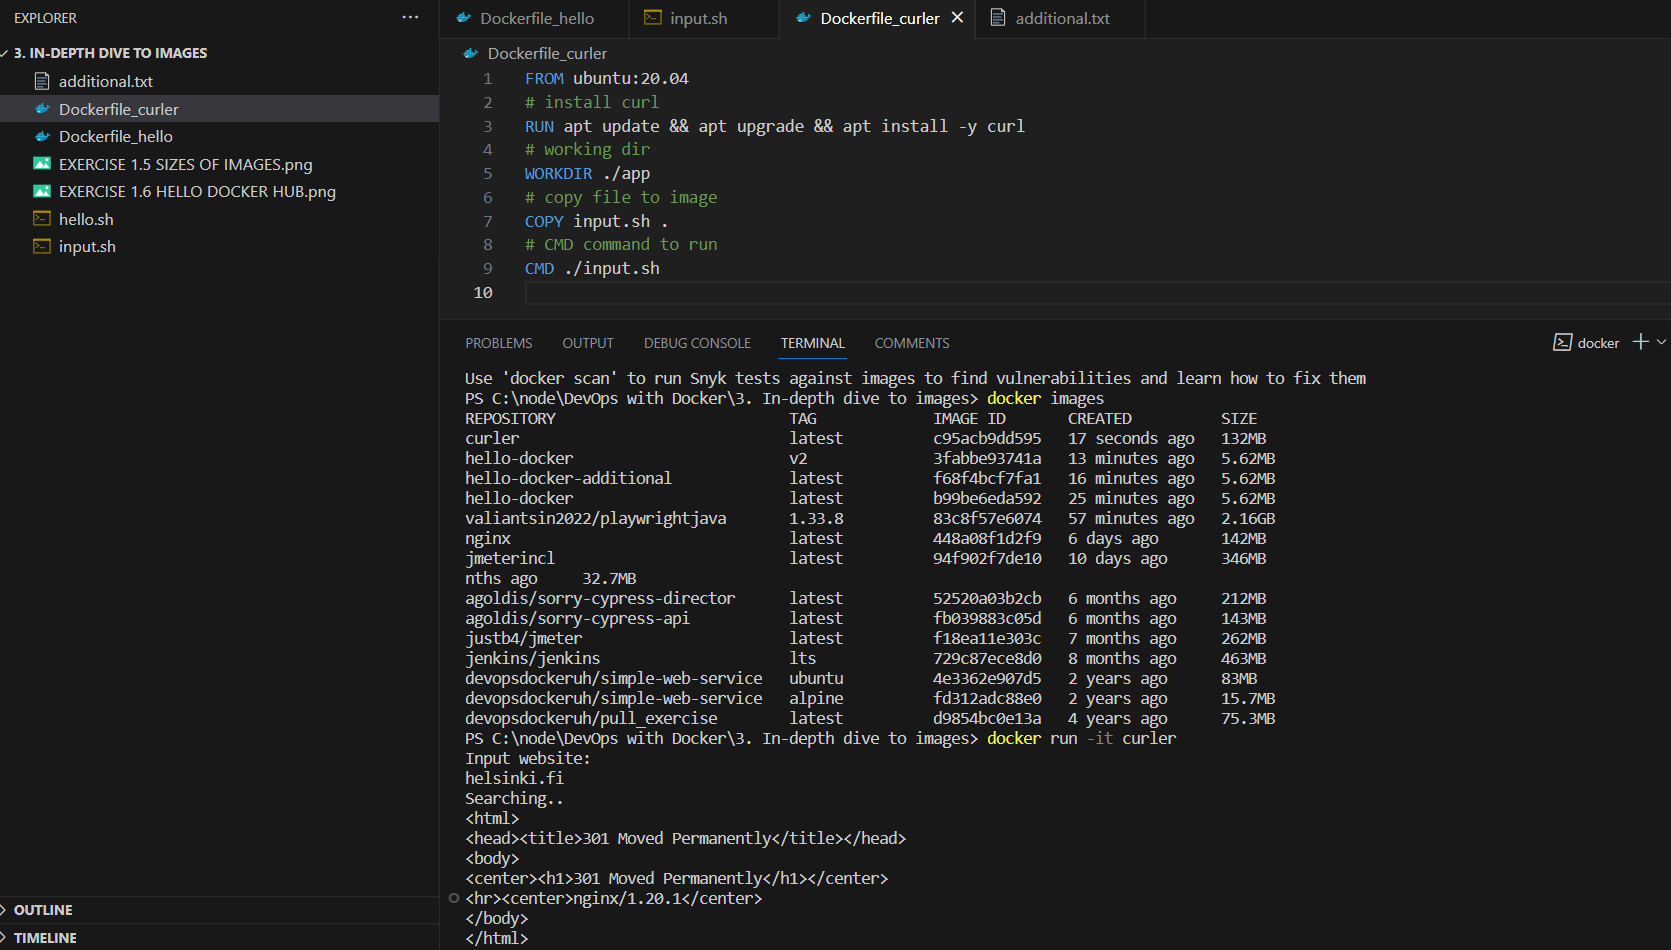 EXPLORER
3. IN-DEPTH DIVE TO IMAGES
additional.txt
Dockerfile_curler
Dockerfile_hello
EXERCISE 1.5 SIZES OF IMAGES.png
EXERCISE 1.6 HELLO DOCKER HUB.png
hello.sh
input.sh
OUTLINE
TIMELINE
Dockerfile_hello input.sh Dockerfile_curler additional.txt
Dockerfile_curler
1 FROM ubuntu:20.04
2 # install curl
3 RUN apt update && apt upgrade && apt install -y curl
4 # working dir
5 WORKDIR ./app
6 # copy file to image
7 COPY input.sh .
8 # CMD command to run
9 CMD ./input.sh
10
PROBLEMS OUTPUT DEBUG CONSOLE TERMINAL COMMENTS docker
Use 'docker scan' to run Snyk tests against images to find vulnerabilities and learn how to fix them
PS C:\node\DevOps with Docker\3. In-depth dive to images> docker images
REPOSITORY TAG IMAGE ID CREATED SIZE
curler latest c95acb9dd595 17 seconds ago 132MB
hello-docker v2 3fabbe93741a 13 minutes ago 5.62MB
hello-docker-additional latest f68f4bcf7fa1 16 minutes ago 5.62MB
hello-docker latest b99be6eda592 25 minutes ago 5.62MB
valiantsin2022/playwrightjava 1.33.8 83c8f57e6074 57 minutes ago 2.16GB
nginx latest 448a08f1d2f9 6 days ago 142MB
jmeterincl latest 94f902f7de10 10 days ago 346MB
nths ago 32.7MB
agoldis/sorry-cypress-director latest 52520a03b2cb 6 months ago 212MB
agoldis/sorry-cypress-api latest fb039883c05d 6 months ago 143MB
justb4/jmeter latest f18ea11e303c 7 months ago 262MB
jenkins/jenkins lts 729c87ece8d0 8 months ago 463MB
devopsdockeruh/simple-web-service ubuntu 4e3362e907d5 2 years ago 83MB
devopsdockeruh/simple-web-service alpine fd312adc88e0 2 years ago 15.7MB
devopsdockeruh/pull_exercise latest d9854bc0e13a 4 years ago 75.3MB
PS C:\node\DevOps with Docker\3. In-depth dive to images> docker run -it curler
Input website:
helsinki.fi
Searching..
<html>
<head><title>301 Moved Permanently</title></head>
<body>
<center><h1>301 Moved Permanently</h1></center>
<hr><center>nginx/1.20.1</center>
</body>
</html>